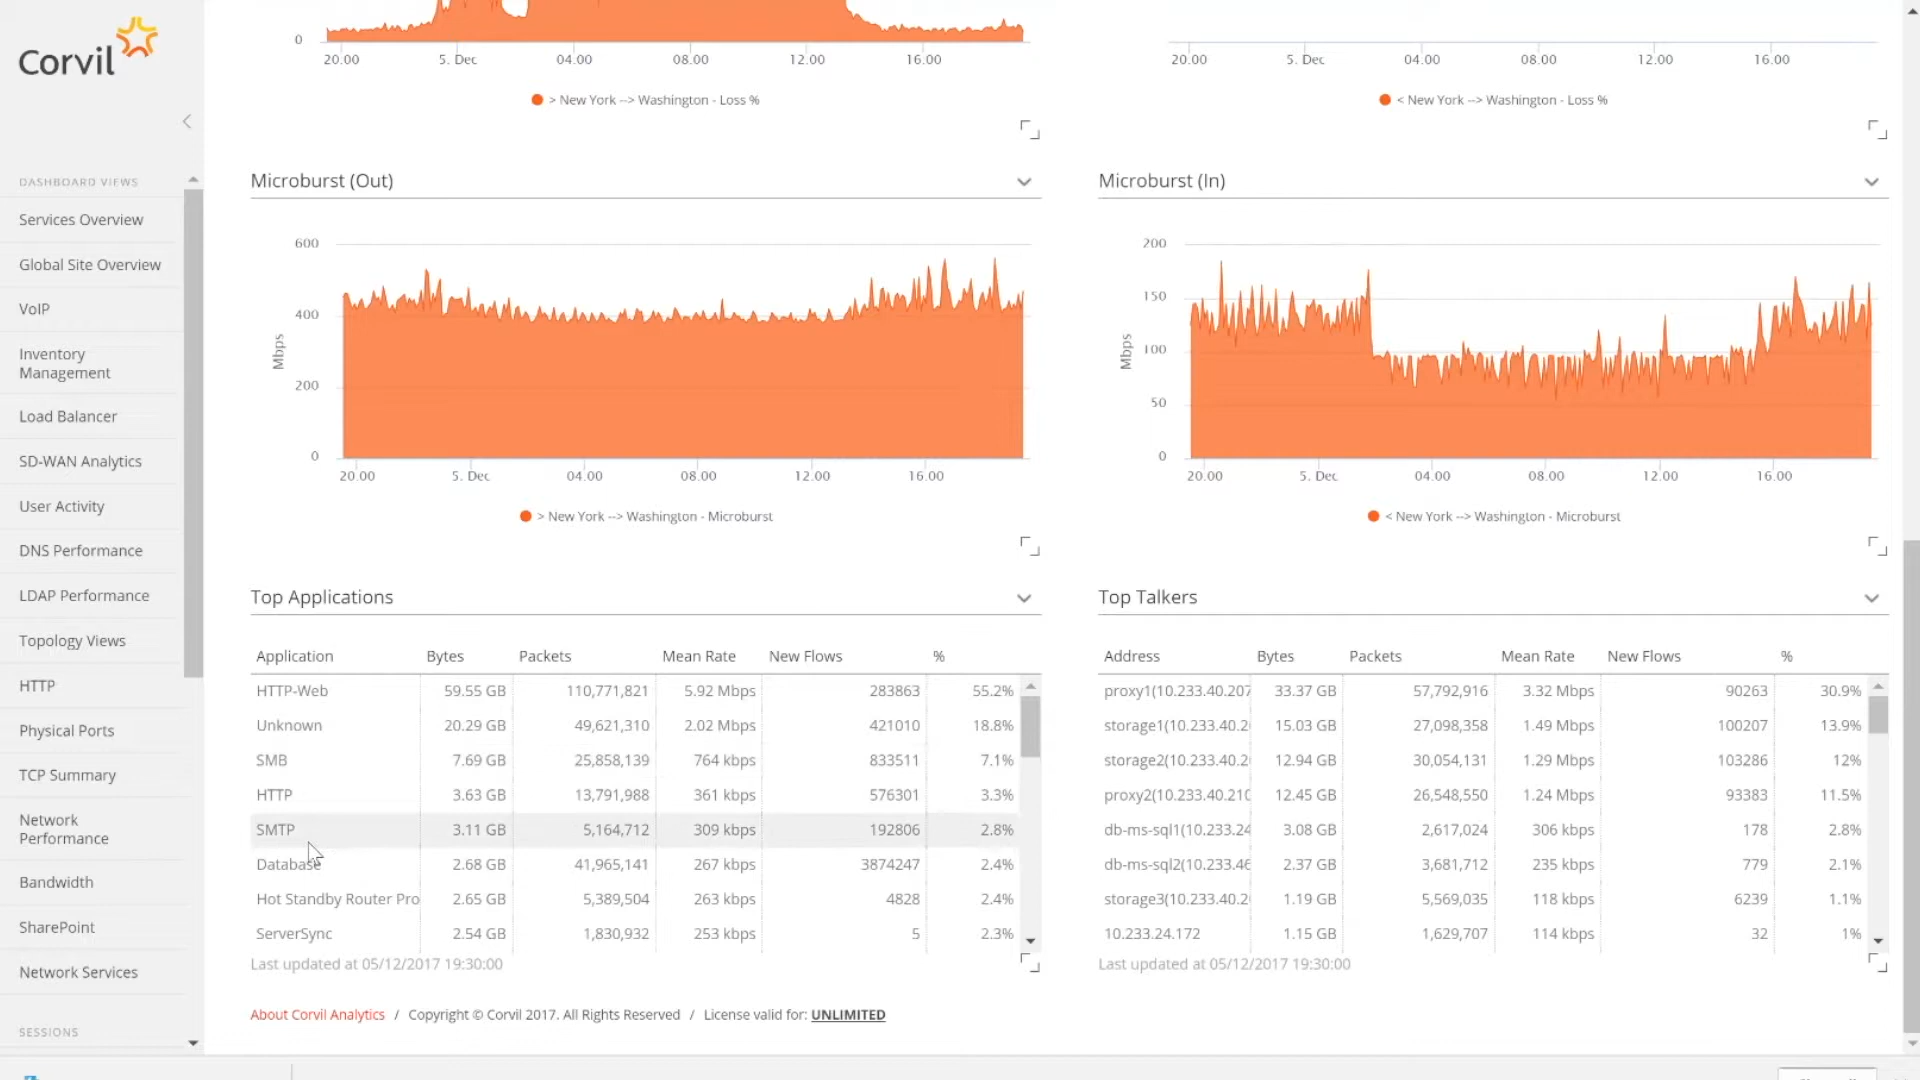 Corvil
DASHBOARD VIEWS
Services Overview
Global Site Overview
VoIP
Inventory
Management
Load Balancer
SD-WAN Analytics
User Activity
DNS Performance
LDAP Performance
Topology Views
HTTP
Physical Ports
TCP Summary
Network
Performance
Bandwidth
SharePoint
Network Services
SESSIONS
0
20:00 5. Dec 04:00 08:00 12:00 16:00
> New York --> Washington - Loss %
20:00 5. Dec 04:00 08:00 12:00 16:00
< New York --> Washington - Loss %
Microburst (Out)
600
400
200
0
Mbps
20:00 5. Dec 04:00 08:00 12:00 16:00
> New York --> Washington - Microburst
Microburst (In)
200
150
100
50
0
Mbps
20:00 5. Dec 04:00 08:00 12:00 16:00
< New York --> Washington - Microburst
Top Applications
Application Bytes Packets Mean Rate New Flows %
HTTP-Web 59.55 GB 110,771,821 5.92 Mbps 283863 55.2%
Unknown 20.29 GB 49,621,310 2.02 Mbps 421010 18.8%
SMB 7.69 GB 25,858,139 764 kbps 833511 7.1%
HTTP 3.63 GB 13,791,988 361 kbps 576301 3.3%
SMTP 3.11 GB 5,164,712 309 kbps 192806 2.8%
Database 2.68 GB 41,965,141 267 kbps 3874247 2.4%
Hot Standby Router Pro 2.65 GB 5,389,504 263 kbps 4828 2.4%
ServerSync 2.54 GB 1,830,932 253 kbps 5 2.3%
Last updated at 05/12/2017 19:30:00
Top Talkers
Address Bytes Packets Mean Rate New Flows %
proxy1(10.233.40.207 33.37 GB 57,792,916 3.32 Mbps 90263 30.9%
storage1(10.233.40.2 15.03 GB 27,098,358 1.49 Mbps 100207 13.9%
storage2(10.233.40.2 12.94 GB 30,054,131 1.29 Mbps 103286 12%
proxy2(10.233.40.210 12.45 GB 26,548,550 1.24 Mbps 93383 11.5%
db-ms-sql1(10.233.24 3.08 GB 2,617,024 306 kbps 178 2.8%
db-ms-sql2(10.233.46 2.37 GB 3,681,712 235 kbps 779 2.1%
storage3(10.233.40.2 1.19 GB 5,569,035 118 kbps 6239 1.1%
10.233.24.172 1.15 GB 1,629,707 114 kbps 32 1%
Last updated at 05/12/2017 19:30:00
About Corvil Analytics / Copyright © Corvil 2017. All Rights Reserved / License valid for: UNLIMITED